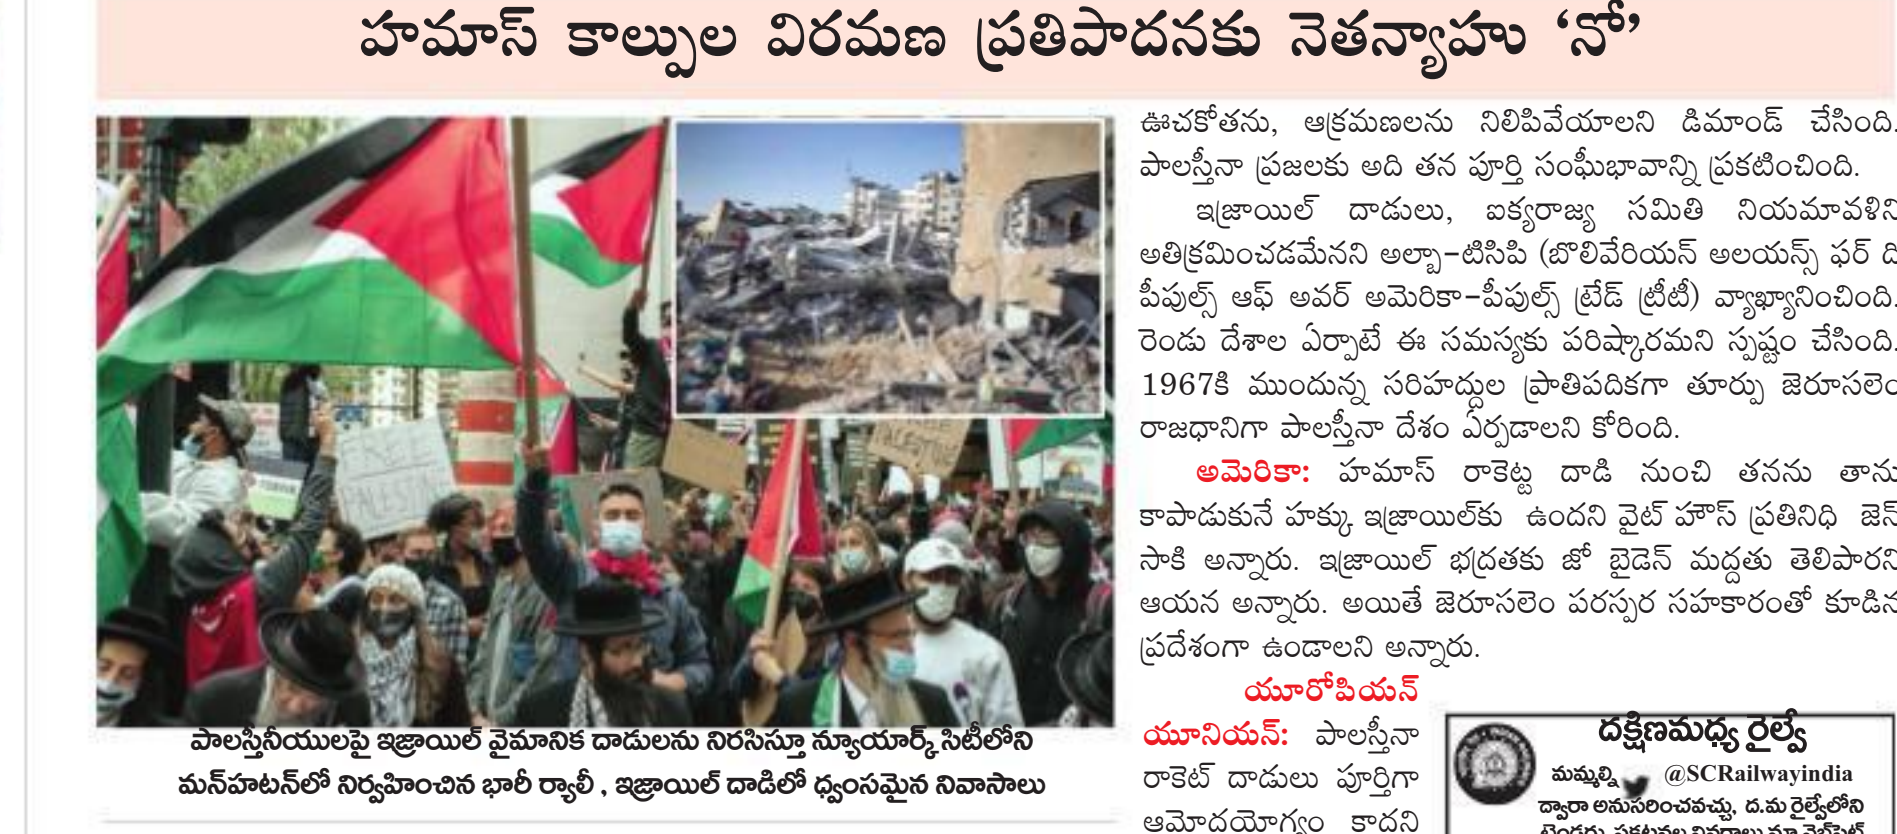 హమాస్ కాల్పుల విరమణ ప్రతిపాదనకు నెతన్యాహు ‘నో’
FREE
PALESTINE
పాలస్తీనీయులపై ఇజ్రాయిల్ వైమానిక దాడులను నిరసిస్తూ న్యూయార్క్ సిటీలోని
మన్‌హటన్‌లో నిర్వహించిన భారీ ర్యాలీ , ఇజ్రాయిల్ దాడిలో ధ్వంసమైన నివాసాలు
ఊచకోతను, ఆక్రమణలను నిలిపివేయాలని డిమాండ్ చేసింది.
పాలస్తీనా ప్రజలకు అది తన పూర్తి సంఘీభావాన్ని ప్రకటించింది.
ఇజ్రాయిల్ దాడులు, ఐక్యరాజ్య సమితి నియమావళిని
అతిక్రమించడమేనని అల్బా-టిసిపి (బొలివేరియన్ అలయన్స్ ఫర్ ది
పీపుల్స్ ఆఫ్ అవర్ అమెరికా-పీపుల్స్ ట్రేడ్ ట్రీటీ) వ్యాఖ్యానించింది.
రెండు దేశాల ఏర్పాటే ఈ సమస్యకు పరిష్కారమని స్పష్టం చేసింది.
1967కి ముందున్న సరిహద్దుల ప్రాతిపదికగా తూర్పు జెరూసలెం
రాజధానిగా పాలస్తీనా దేశం ఏర్పడాలని కోరింది.
అమెరికా: హమాస్ రాకెట్ల దాడి నుంచి తనను తాను
కాపాడుకునే హక్కు ఇజ్రాయిల్‌కు ఉందని వైట్ హౌస్ ప్రతినిధి జెన్
సాకి అన్నారు. ఇజ్రాయిల్ భద్రతకు జో బైడెన్ మద్దతు తెలిపారని
ఆయన అన్నారు. అయితే జెరూసలెం పరస్పర సహకారంతో కూడిన
ప్రదేశంగా ఉండాలని అన్నారు.
యూరోపియన్
యూనియన్: పాలస్తీనా
రాకెట్ దాడులు పూర్తిగా
ఆమోదయోగ్యం కాదని
దక్షిణమధ్య రైల్వే
మమ్మల్ని @SCRailwayindia
ద్వారా అనుసరించవచ్చు, ద.మ రైల్వేలోని